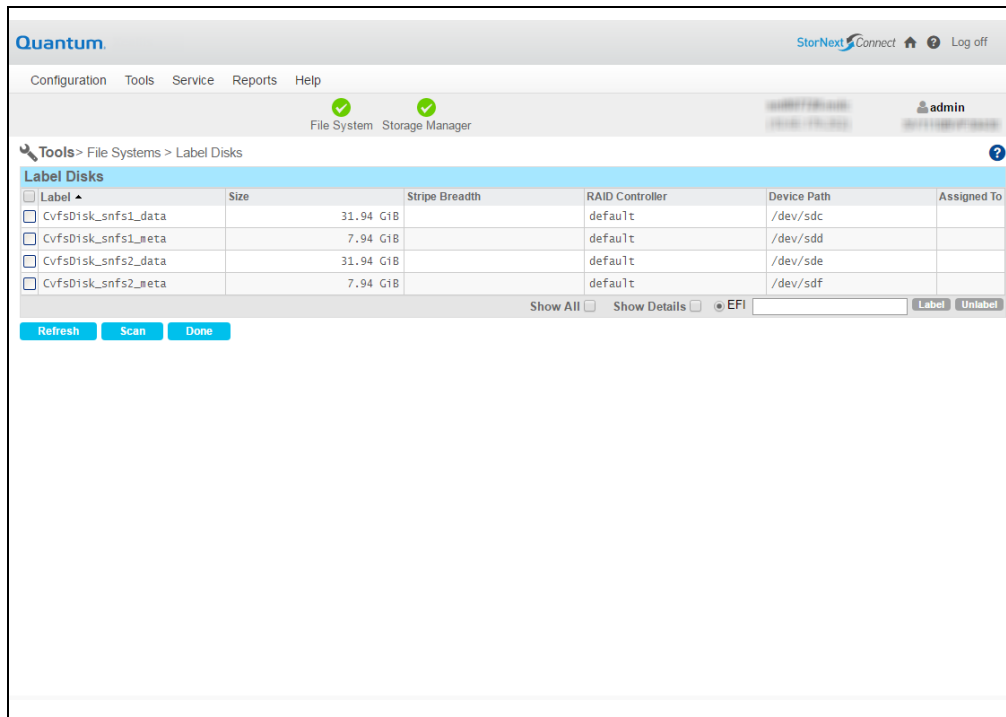 Quantum.
StorNext Connect Log off
Configuration Tools Service Reports Help
File System Storage Manager
admin
Tools> File Systems > Label Disks
Label Disks
Label Size Stripe Breadth RAID Controller Device Path Assigned To
CvfsDisk_snfs1_data 31.94 GiB default /dev/sdc
CvfsDisk_snfs1_meta 7.94 GiB default /dev/sdd
CvfsDisk_snfs2_data 31.94 GiB default /dev/sde
CvfsDisk_snfs2_meta 7.94 GiB default /dev/sdf
Show All Show Details EFI Label Unlabel
Refresh Scan Done